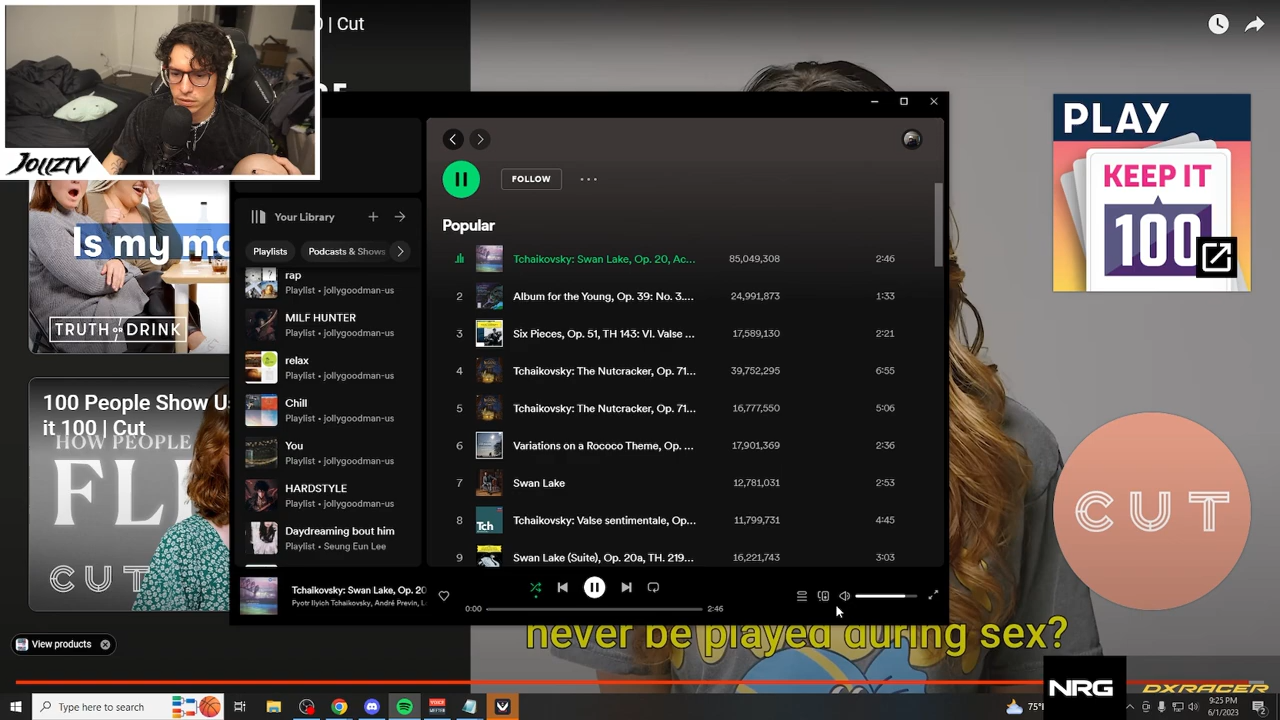 0 | Cut
JOLLZTV
Is my mo
TRUTH or DRINK
100 People Show Us
it 100 | Cut
HOW PEOPLE
FLI
CUT
View products
FOLLOW
Your Library
Playlists
Podcasts & Shows
rap
Playlist • jollygoodman-us
MILF HUNTER
Playlist • jollygoodman-us
relax
Playlist • jollygoodman-us
Chill
Playlist • jollygoodman-us
You
Playlist • jollygoodman-us
HARDSTYLE
Playlist • jollygoodman-us
Daydreaming bout him
Playlist • Seung Eun Lee
Popular
Tchaikovsky: Swan Lake, Op. 20, Ac... 85,049,308 2:46
2 Album for the Young, Op. 39: No. 3.... 24,991,873 1:33
3 Six Pieces, Op. 51, TH 143: VI. Valse ... 17,589,130 2:21
4 Tchaikovsky: The Nutcracker, Op. 71... 39,752,295 6:55
5 Tchaikovsky: The Nutcracker, Op. 71... 16,777,550 5:06
6 Variations on a Rococo Theme, Op. ... 17,901,369 2:36
7 Swan Lake 12,781,031 2:53
8 Tchaikovsky: Valse sentimentale, Op... 11,799,731 4:45
Tch
9 Swan Lake (Suite), Op. 20a, TH. 219... 16,221,743 3:03
Tchaikovsky: Swan Lake, Op. 20
Pyotr Ilyich Tchaikovsky, André Previn, L
0:00
2:46
PLAY
KEEP IT
100
CUT
never be played during sex?
Type here to search
VOICE
NRG
DXRACER
75°F
9:25 PM
6/1/2023